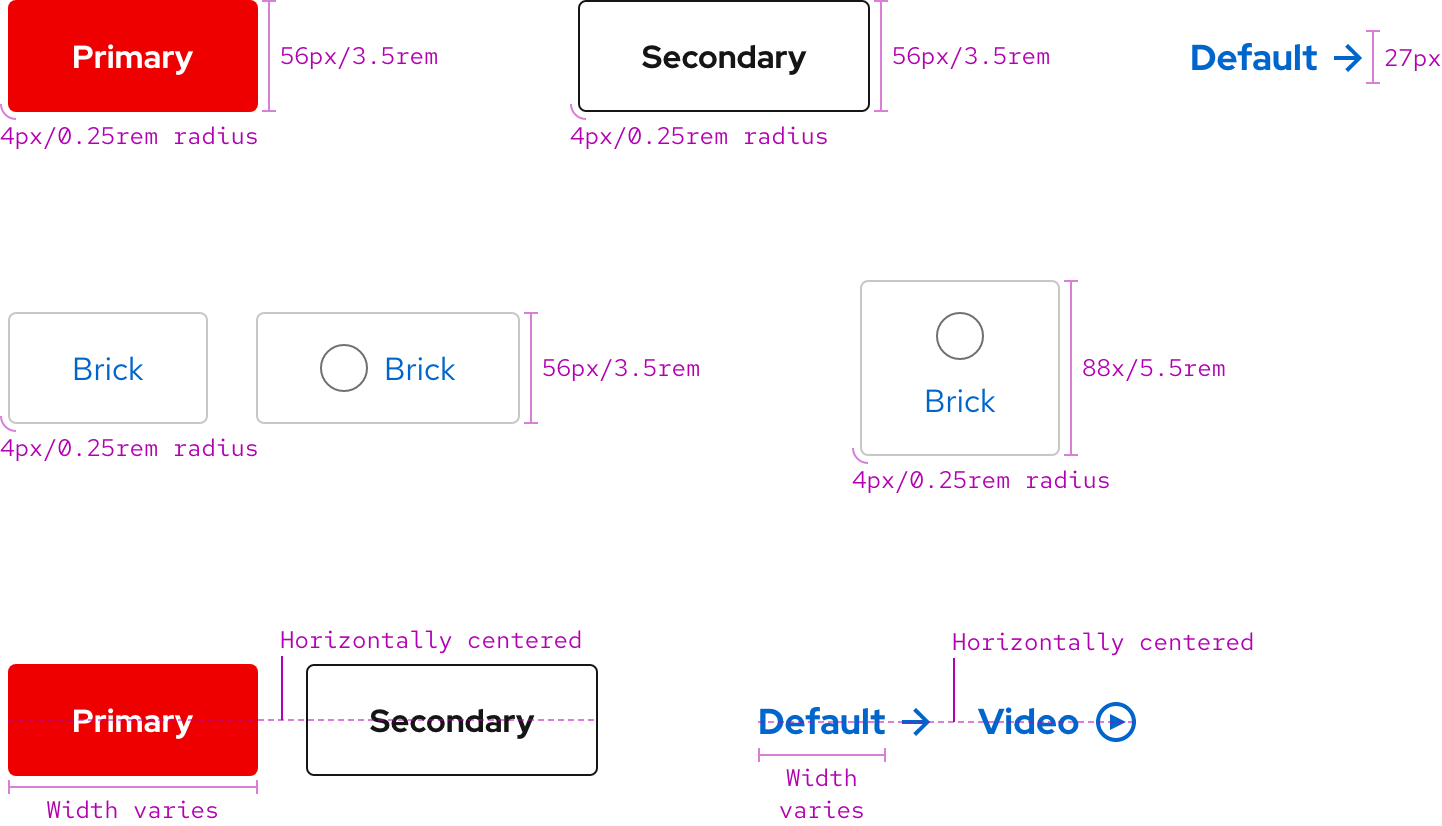 Primary
56px/3.5rem
Secondary
56px/3.5rem
Default
27px
4px/0.25rem radius
4px/0.25rem radius
Brick
Brick
56px/3.5rem
Brick
88x/5.5rem
4px/0.25rem radius
4px/0.25rem radius
Horizontally centered
Horizontally centered
Primary
Secondary
Default
Video
Width varies
Width
varies